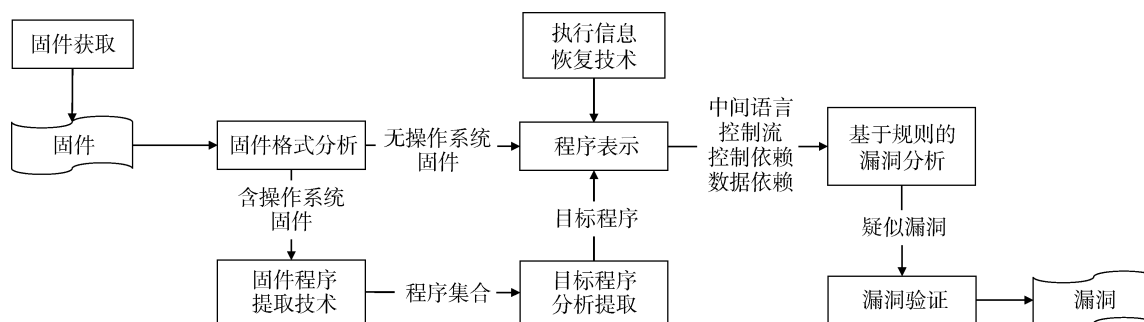 固件获取
执行信息
恢复技术
固件
固件格式分析
无操作系统
固件
程序表示
中间语言
控制流
控制依赖
数据依赖
基于规则的
漏洞分析
含操作系统
固件
目标程序
疑似漏洞
固件程序
提取技术
程序集合
目标程序
分析提取
漏洞验证
漏洞